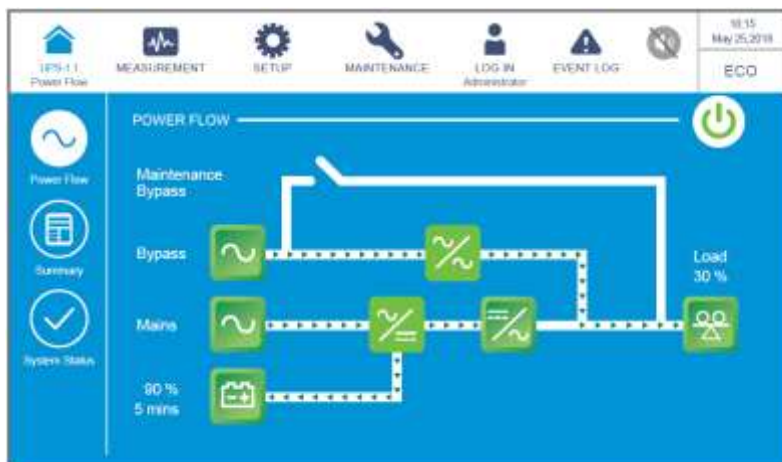 UPS-1.1
Power Flow
MEASUREMENT
SETUP
MAINTENANCE
LOG IN
Administrator
EVENT LOG
18:15
May 25,2018
ECO
POWER FLOW
Power Flow
Summary
System Status
Maintenance
Bypass
Bypass
Mains
90 %
5 mins
Load
30 %